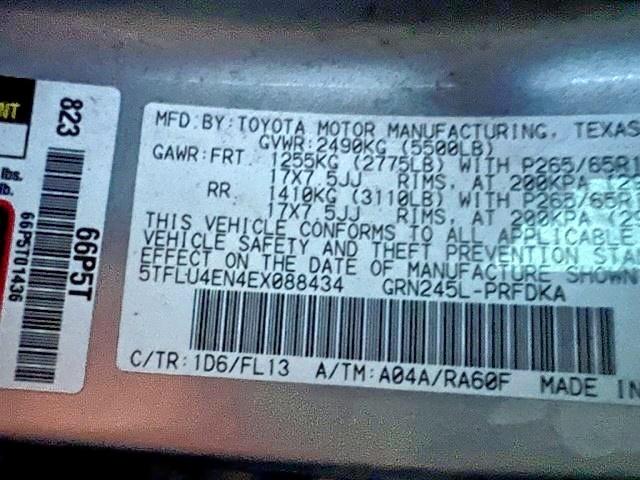 NT
lbs.
lb.
823
66P5T01436
66P5T
MFD.BY:TOYOTA MOTOR MANUFACTURING, TEXAS
GVWR:2490KG (5500LB)
GAWR:FRT. 1255KG (2775LB) WITH P265/65R1
17X7.5JJ RIMS, AT 200KPA
RR. 1410KG (3110LB) WITH P265/65R1
17X7.5JJ RIMS, AT 200KPA (2
THIS VEHICLE CONFORMS TO ALL APPLICABLE
VEHICLE SAFETY AND THEFT PREVENTION STA
EFFECT ON THE DATE OF MANUFACTURE SHOWN
5TFLU4EN4EX088434 GRN245L-PRFDKA
C/TR:1D6/FL13 A/TM:A04A/RA60F MADE IN